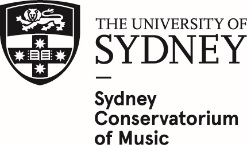 THE UNIVERSITY OF
SYDNEY
Sydney
Conservatorium
of Music